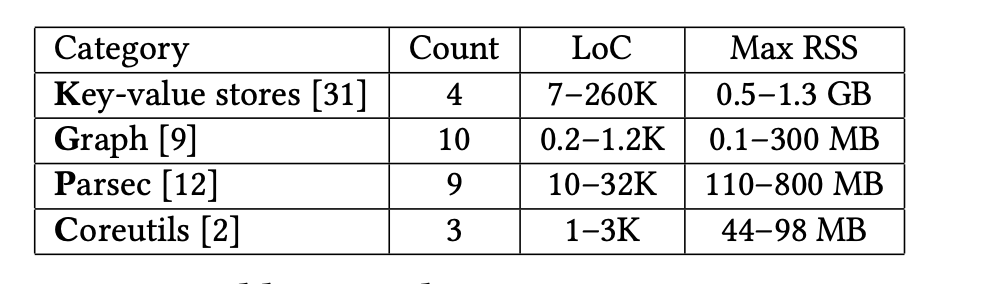 Category Count LoC Max RSS
Key-value stores [31] 4 7–260K 0.5–1.3 GB
Graph [9] 10 0.2–1.2K 0.1–300 MB
Parsec [12] 9 10–32K 110–800 MB
Coreutils [2] 3 1–3K 44–98 MB